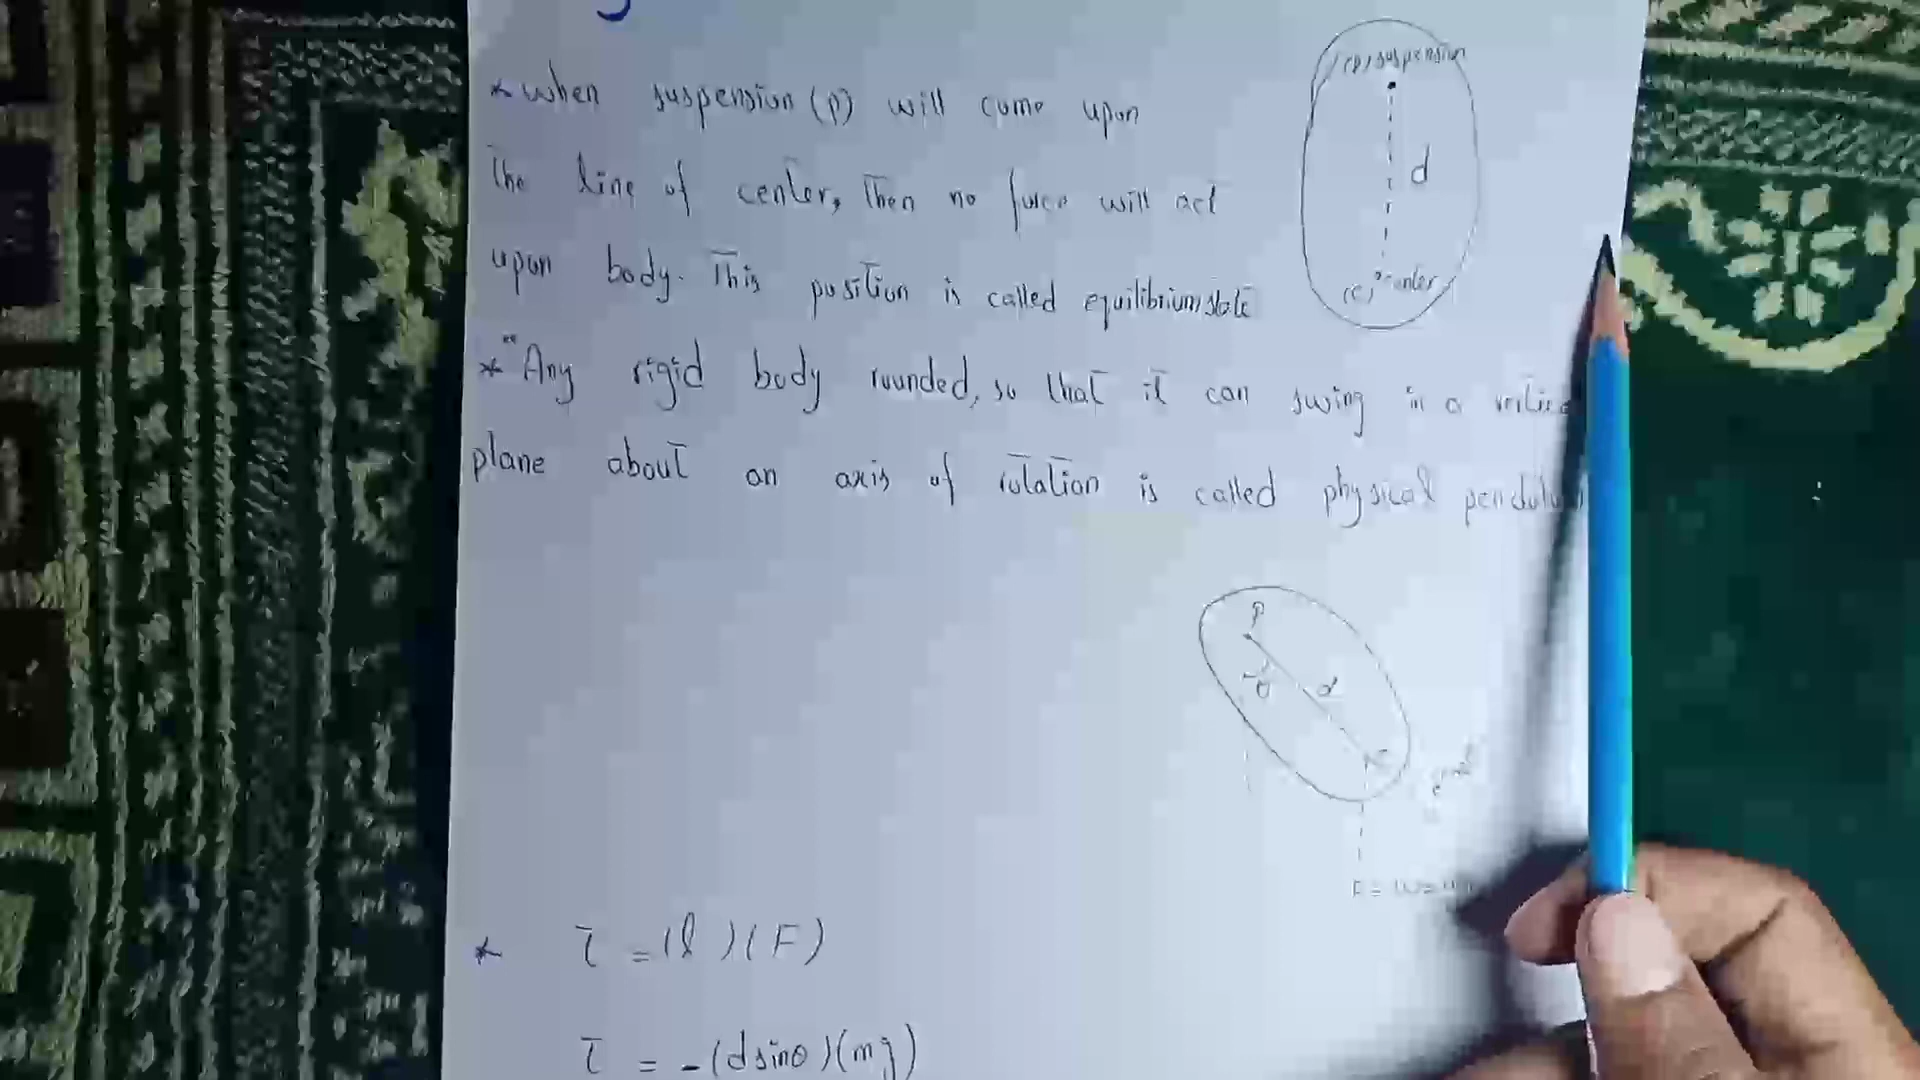 * when suspension (P) will come upon
(P) suspension
the line of center, then no force will act
d
upon body. This position is called equilibrium state
(C) center
* "Any rigid body rounded, so that it can swing in a
plane about an axis of rotation is called physical
P
θ
d
C
F = W =
* τ = (l)(F)
τ = -(dsinθ)(mg)